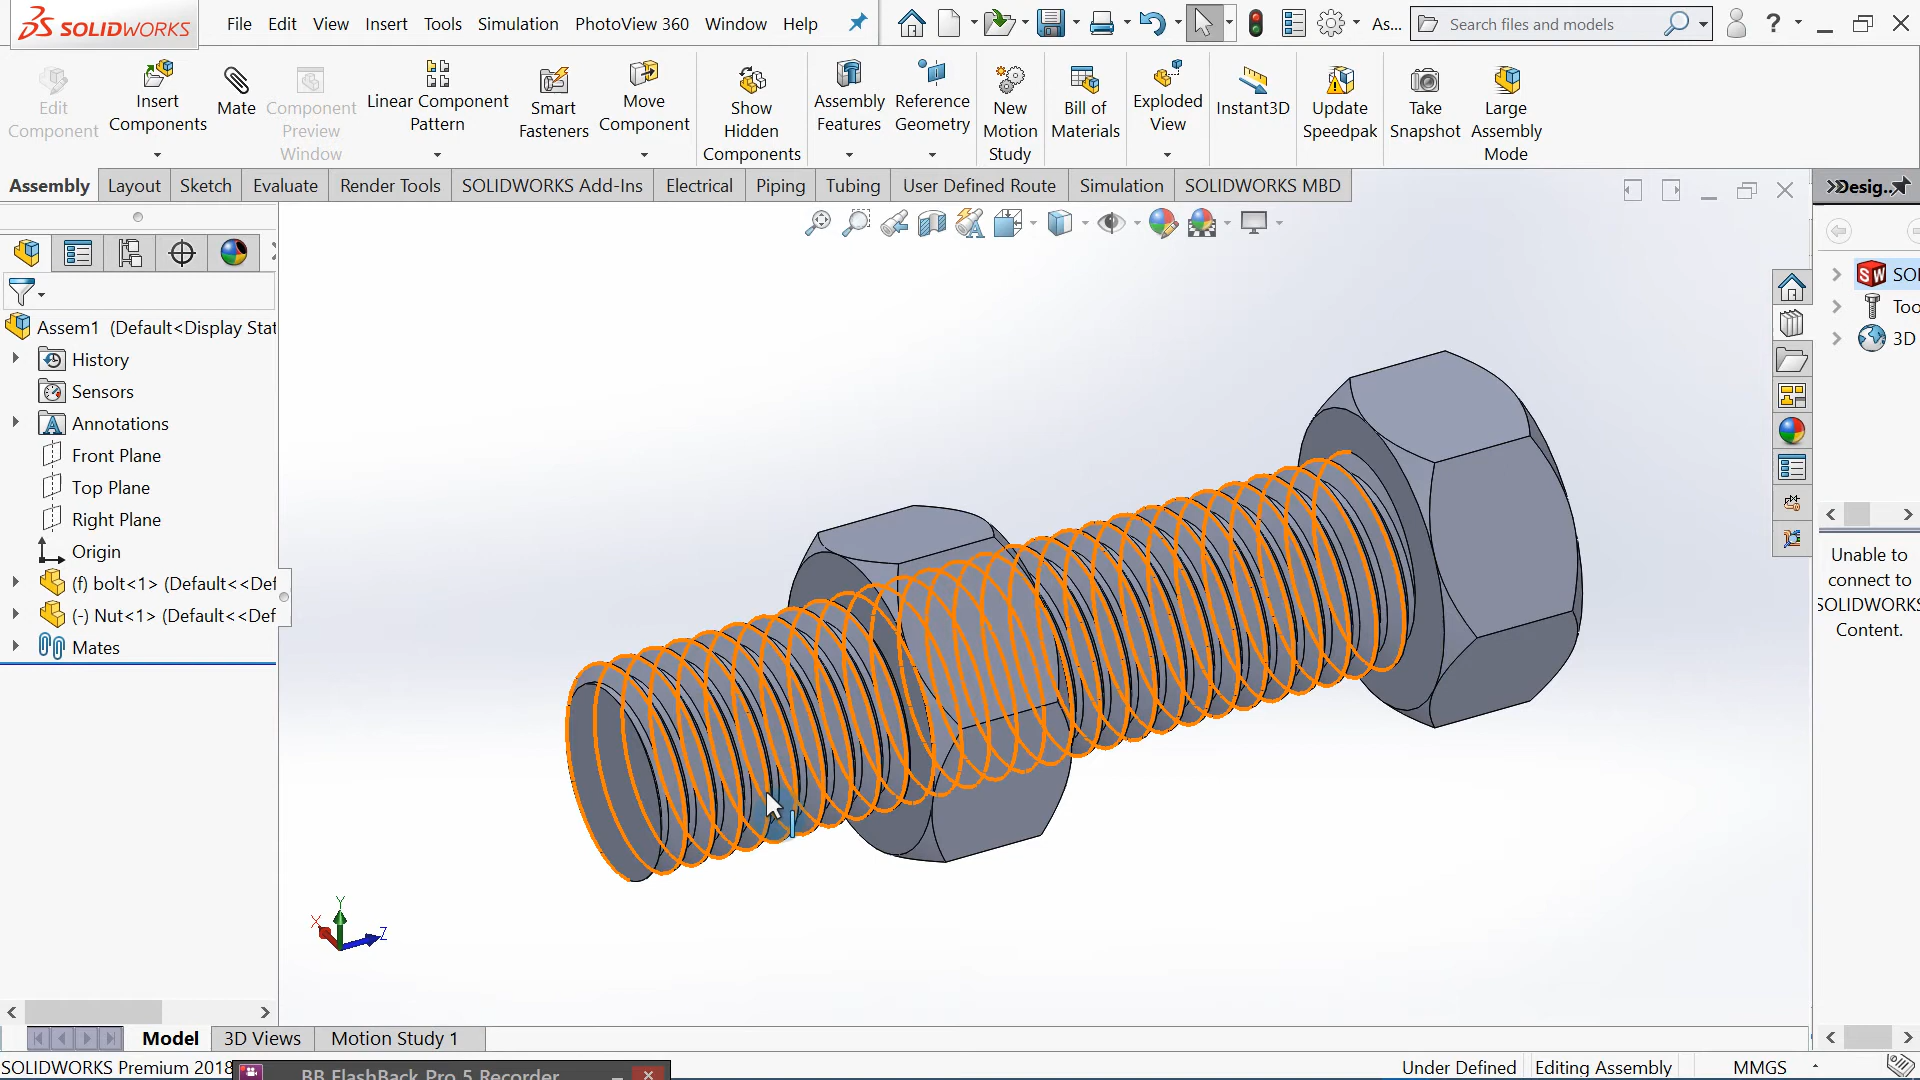 SOLIDWORKS
File Edit View Insert Tools Simulation PhotoView 360 Window Help
As... Search files and models
Edit Component
Insert Components
Mate
Component Preview Window
Linear Component Pattern
Smart Fasteners
Move Component
Show Hidden Components
Assembly Features
Reference Geometry
New Motion Study
Bill of Materials
Exploded View
Instant3D
Update Speedpak
Take Snapshot
Large Assembly Mode
Assembly Layout Sketch Evaluate Render Tools SOLIDWORKS Add-Ins Electrical Piping Tubing User Defined Route Simulation SOLIDWORKS MBD
Desig..
Assem1 (Default<Display Stat
History
Sensors
Annotations
Front Plane
Top Plane
Right Plane
Origin
(f) bolt<1> (Default<<Def
(-) Nut<1> (Default<<Def
Mates
SOL
Too
3D
Unable to
connect to
SOLIDWORKS
Content.
Y
X
Z
Model 3D Views Motion Study 1
SOLIDWORKS Premium 2018
BB FlashBack Pro 5 Recorder
Under Defined Editing Assembly MMGS